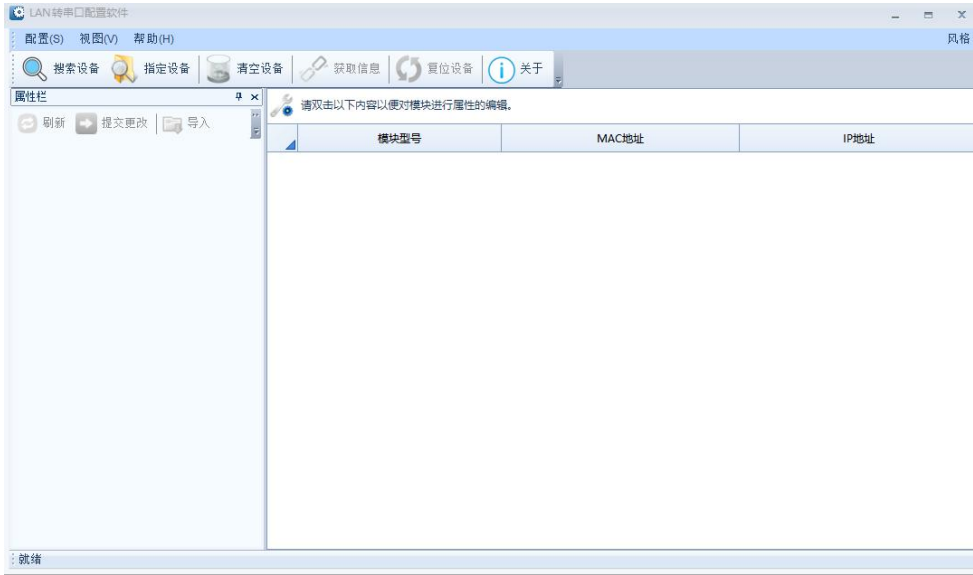 LAN转串口配置软件
配置(S) 视图(V) 帮助(H) 风格
搜索设备 指定设备 清空设备 获取信息 复位设备 关于
属性栏
请双击以下内容以便对模块进行属性的编辑。
刷新 提交更改 导入
模块型号 MAC地址 IP地址
就绪